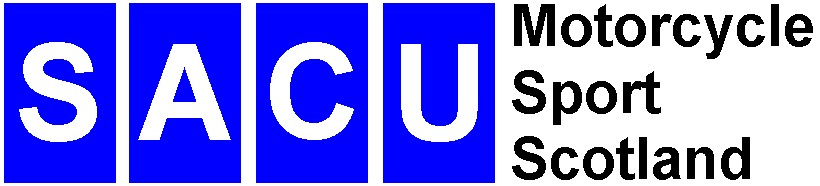 SACU
Motorcycle
Sport
Scotland